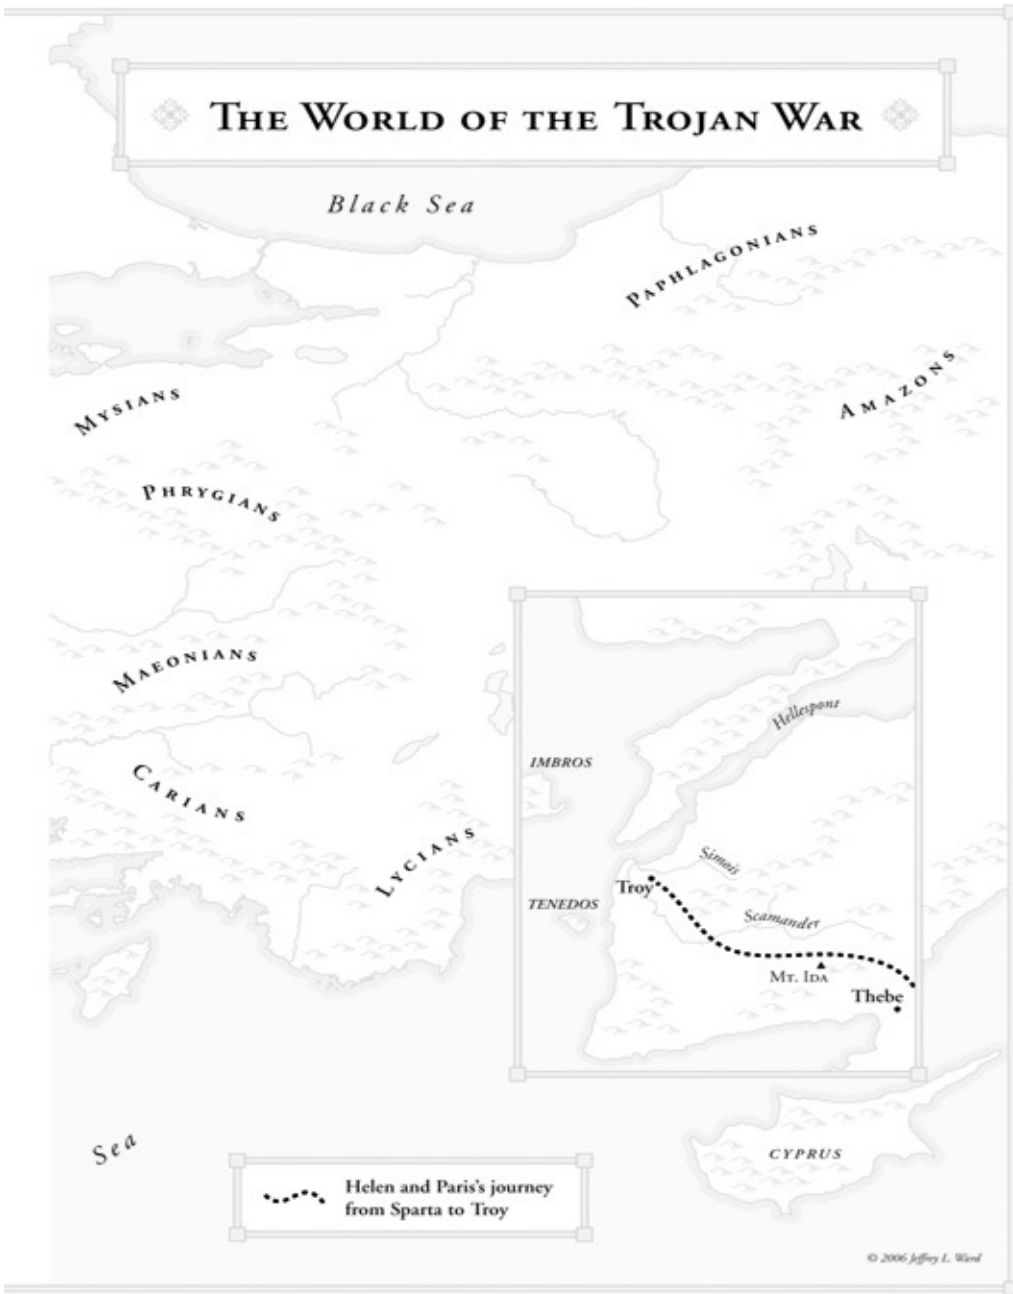 THE WORLD OF THE TROJAN WAR
Black Sea
PAPHLAGONIANS
AMAZONS
MYSIANS
PHRYGIANS
MAEONIANS
CARIANS
LYCIANS
Hellespont
IMBROS
Simois
Troy
TENEDOS
Scamander
MT. IDA
Thebe
Sea
CYPRUS
Helen and Paris's journey
from Sparta to Troy
© 2006 Jeffrey L. Ward